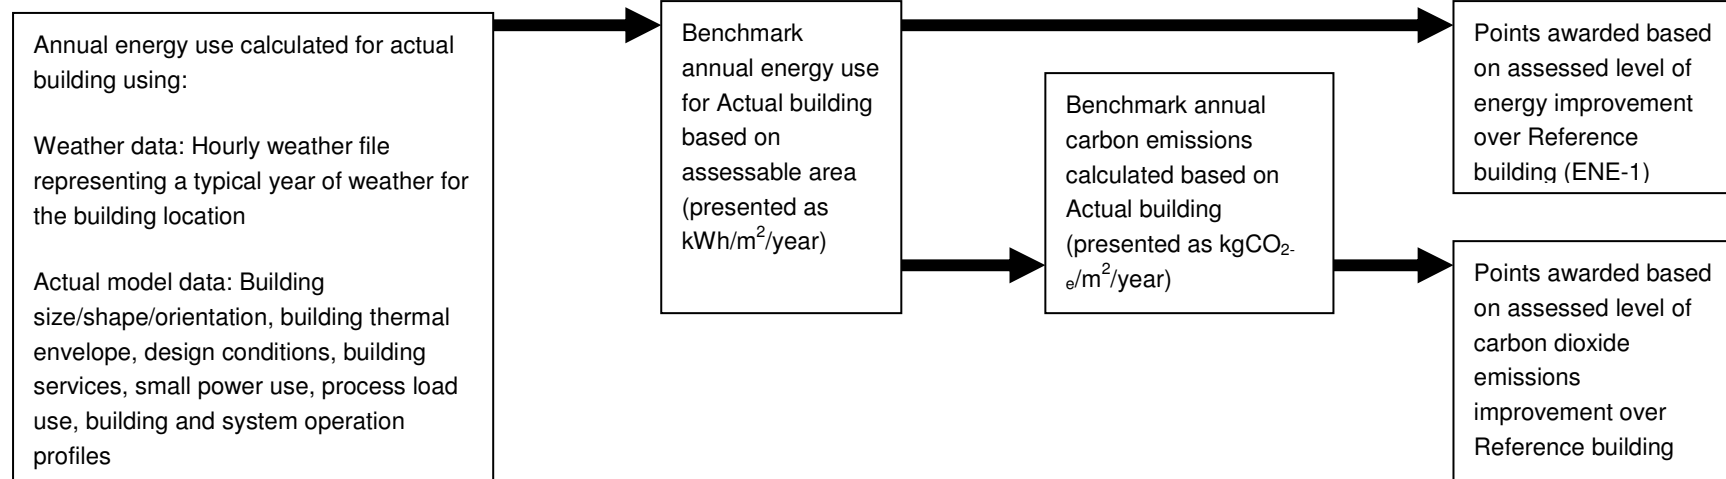 Annual energy use calculated for actual
building using:
Weather data: Hourly weather file
representing a typical year of weather for
the building location
Actual model data: Building
size/shape/orientation, building thermal
envelope, design conditions, building
services, small power use, process load
use, building and system operation
profiles
Benchmark
annual energy use
for Actual building
based on
assessable area
(presented as
kWh/m²/year)
Benchmark annual
carbon emissions
calculated based on
Actual building
(presented as kgCO₂-
ₑ/m²/year)
Points awarded based
on assessed level of
energy improvement
over Reference
building (ENE-1)
Points awarded based
on assessed level of
carbon dioxide
emissions
improvement over
Reference building